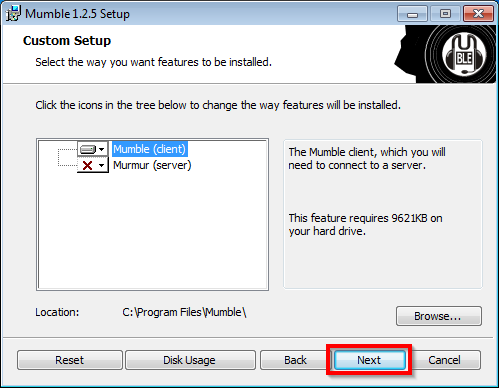 Mumble 1.2.5 Setup
Custom Setup
Select the way you want features to be installed.
BLE
Click the icons in the tree below to change the way features will be installed.
Mumble (client)
Murmur (server)
The Mumble client, which you will
need to connect to a server.
This feature requires 9621KB on
your hard drive.
Location: C:\Program Files\Mumble\
Browse...
Reset Disk Usage Back Next Cancel